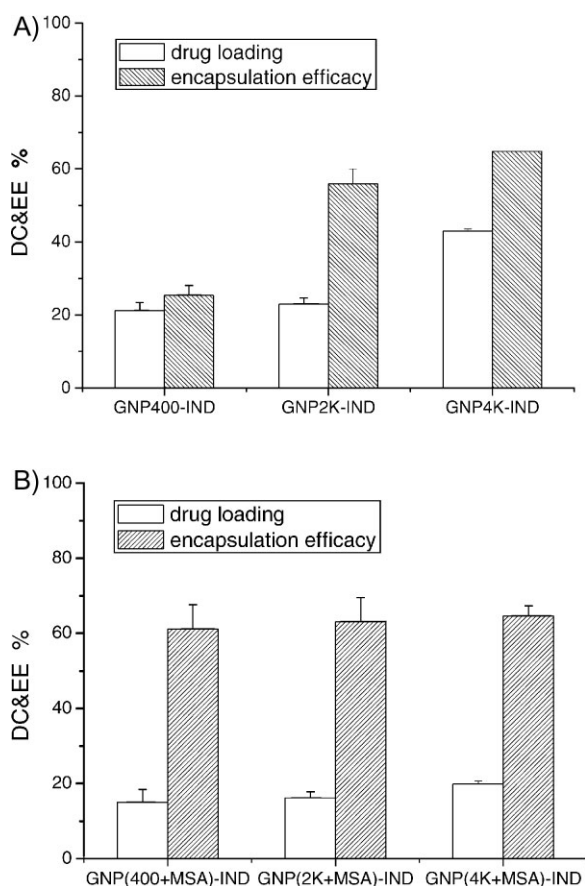 A)
100
80
60
40
20
0
DC&EE %
drug loading
encapsulation efficacy
GNP400-IND GNP2K-IND GNP4K-IND
B)
100
80
60
40
20
0
DC&EE %
drug loading
encapsulation efficacy
GNP(400+MSA)-IND GNP(2K+MSA)-IND GNP(4K+MSA)-IND